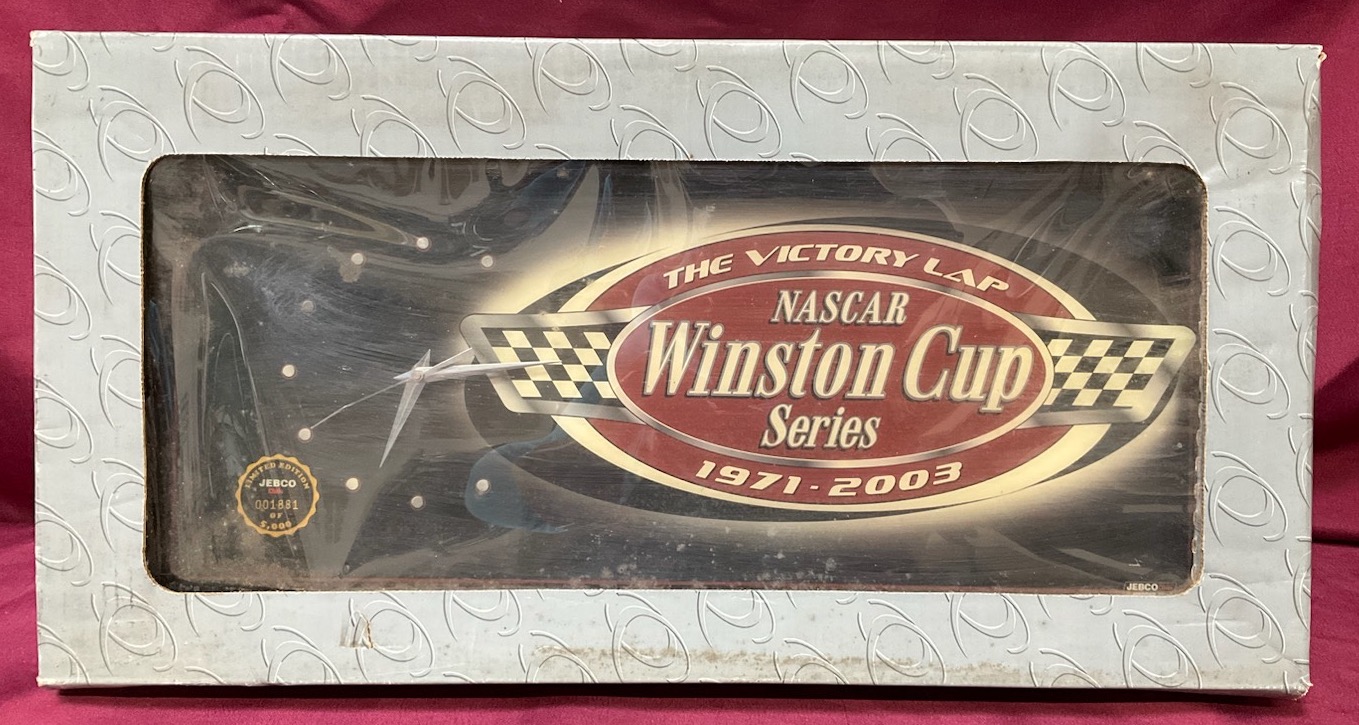 THE VICTORY LAP
NASCAR
Winston Cup
Series
1971-2003
LIMITED EDITION
JEBCO
001881
OF
5,000
JEBCO